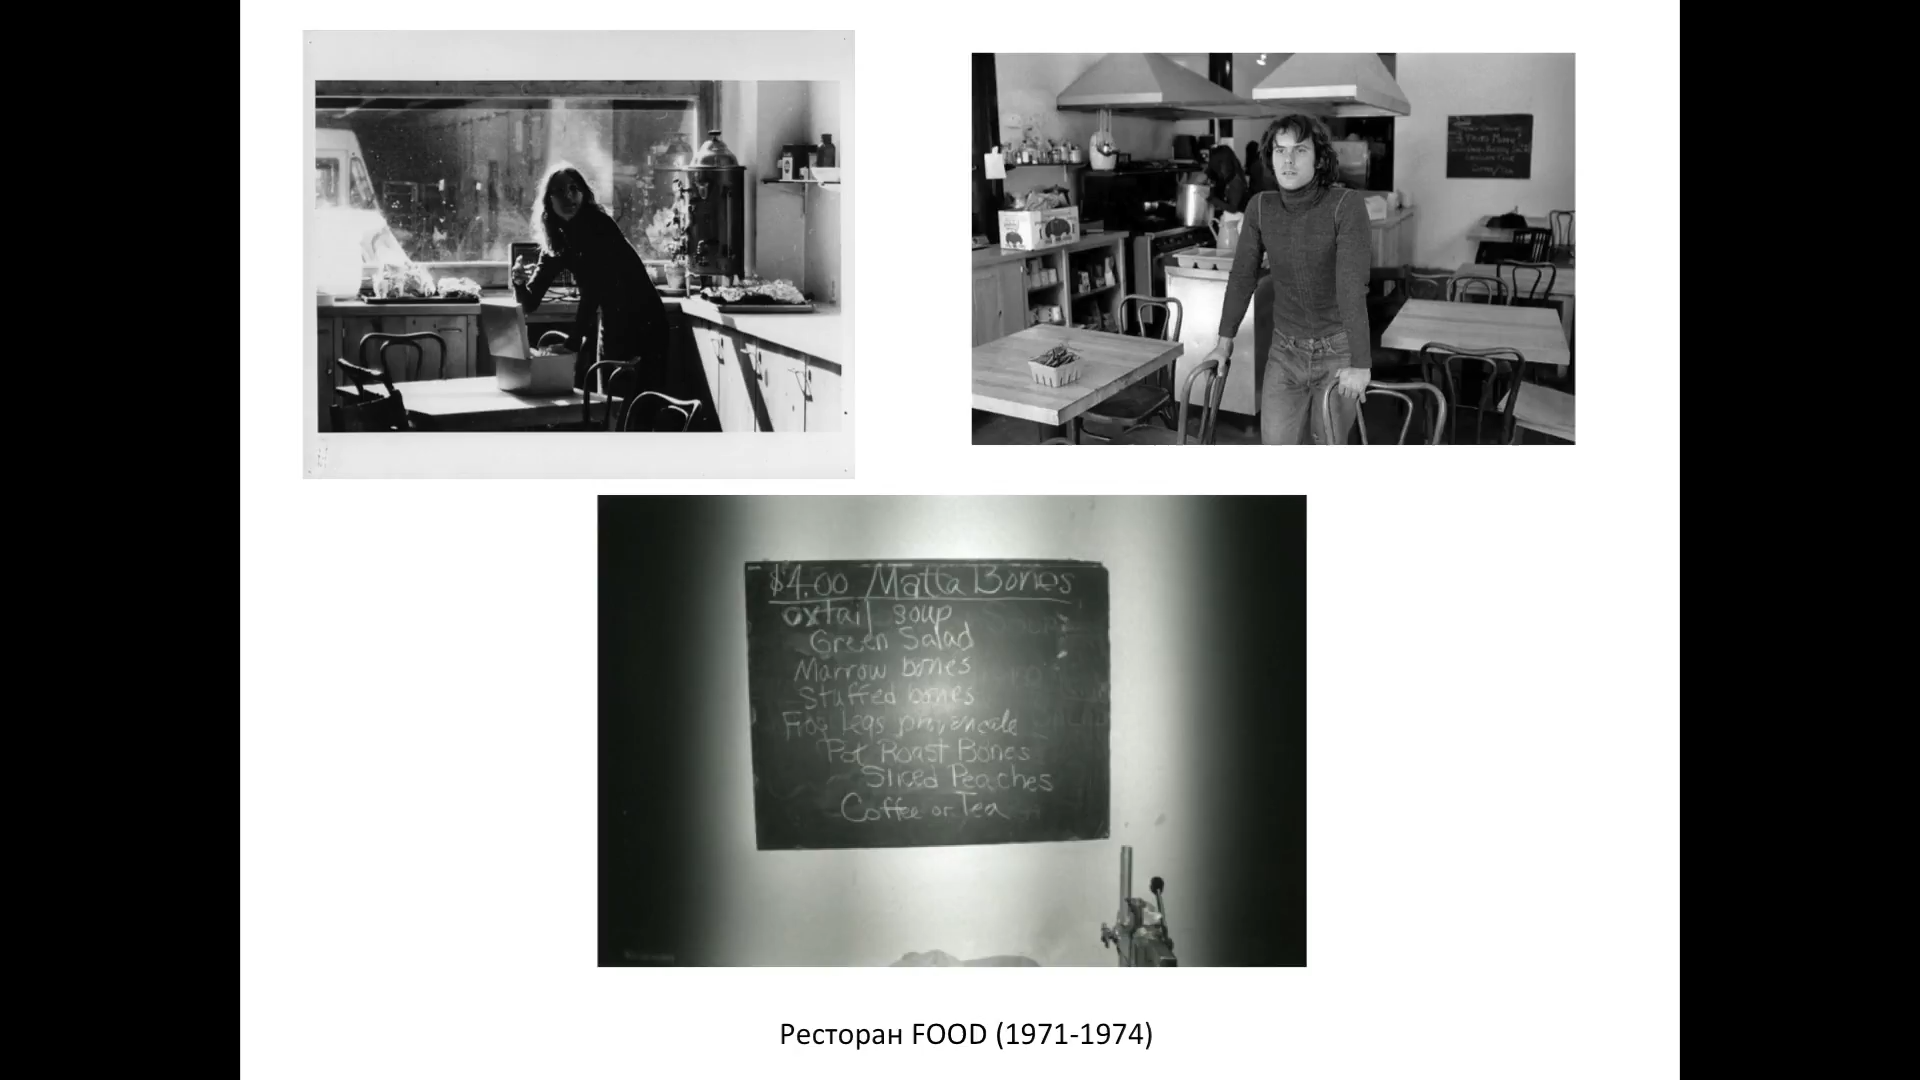 $4.00 Matta Bones
oxtail soup
Green Salad
Marrow bones
Stuffed bones
Frog Legs provencale
Pot Roast Bones
Sliced Peaches
Coffee or Tea
Ресторан FOOD (1971-1974)